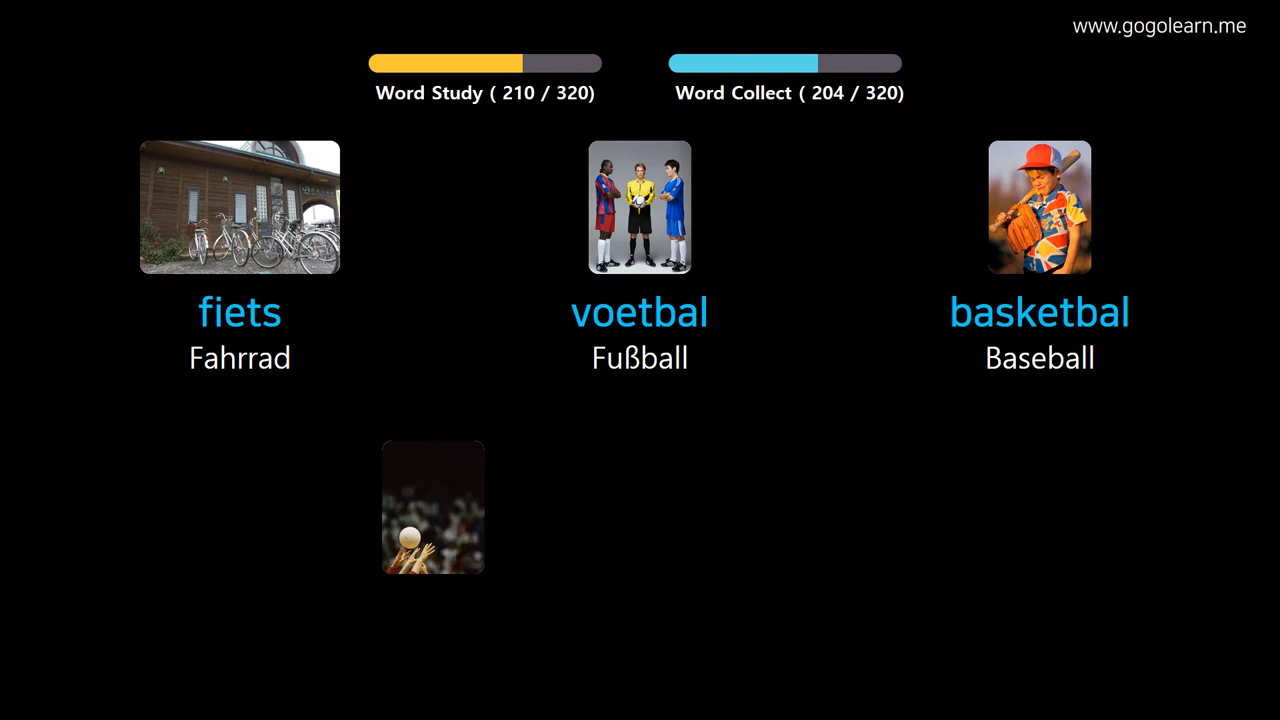 www.gogolearn.me
Word Study ( 210 / 320)
Word Collect ( 204 / 320)
fiets
voetbal
basketbal
Fahrrad
Fußball
Baseball